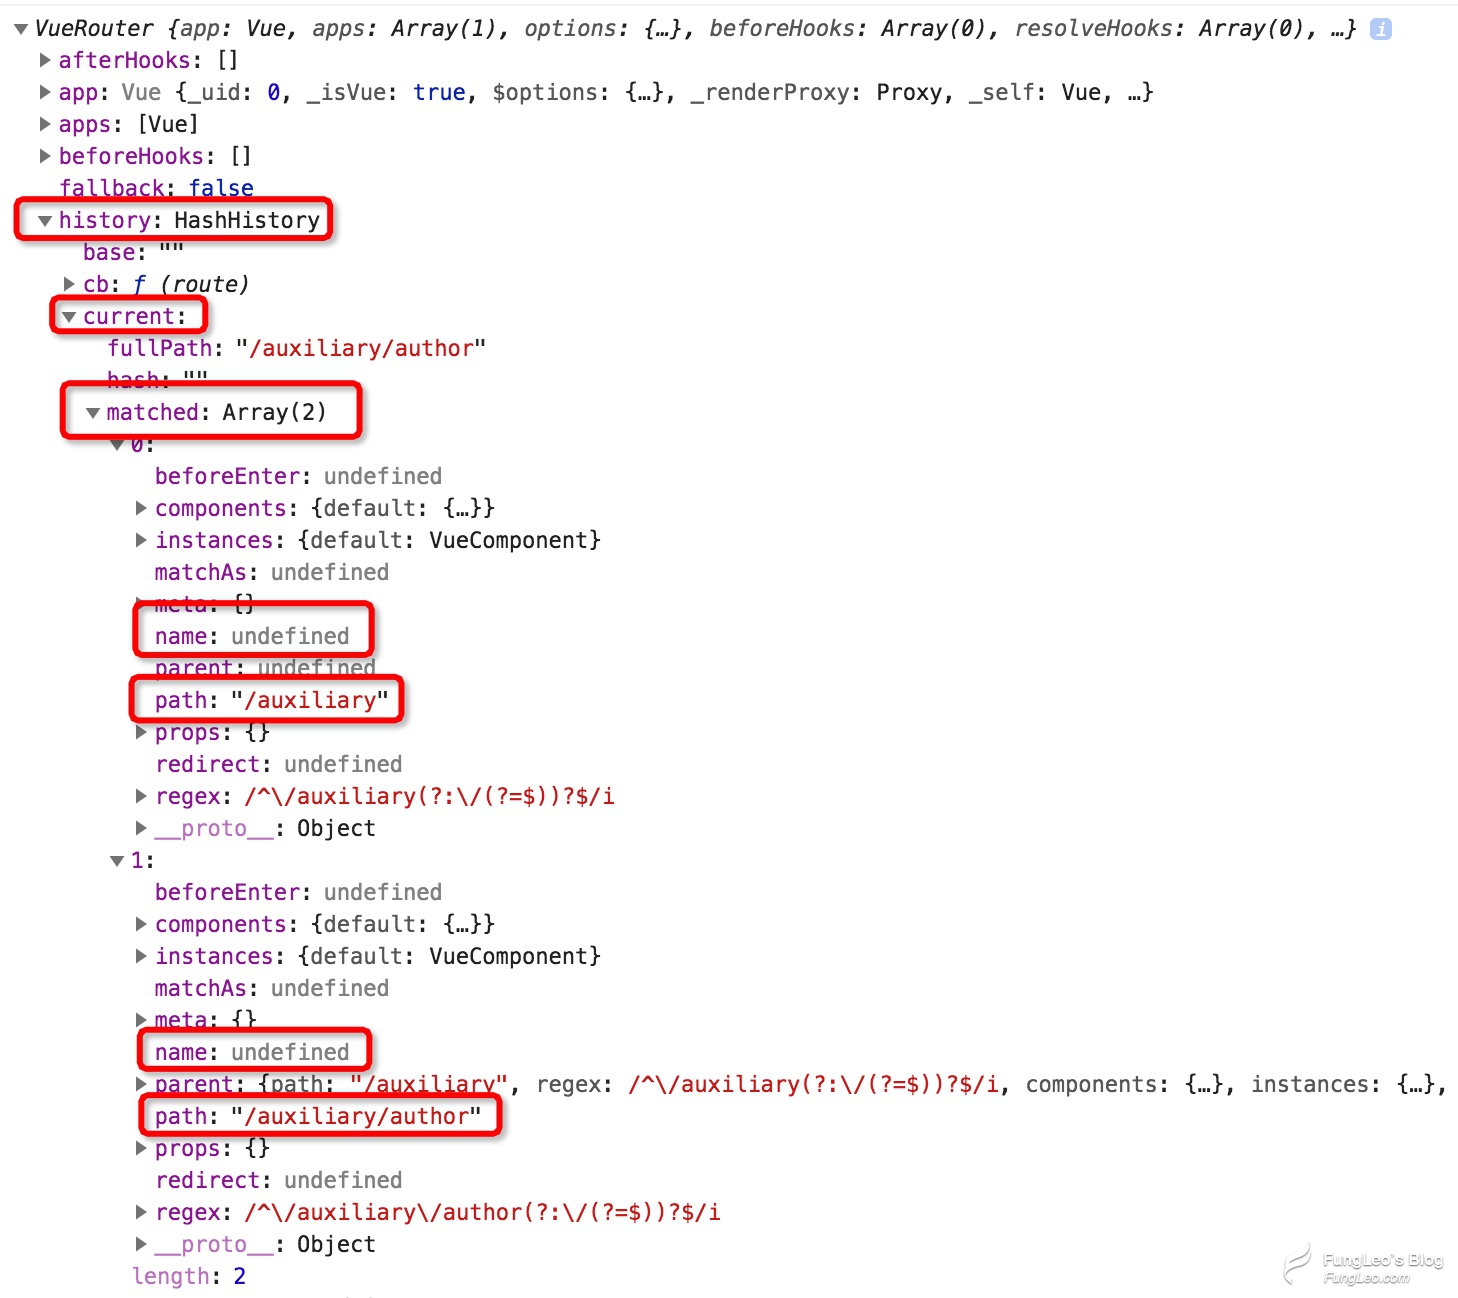 VueRouter {app: Vue, apps: Array(1), options: {…}, beforeHooks: Array(0), resolveHooks: Array(0), …} i
afterHooks: []
app: Vue {_uid: 0, _isVue: true, $options: {…}, _renderProxy: Proxy, _self: Vue, …}
apps: [Vue]
beforeHooks: []
fallback: false
history: HashHistory
base: ""
cb: ƒ (route)
current:
fullPath: "/auxiliary/author"
hash: ""
matched: Array(2)
0:
beforeEnter: undefined
components: {default: {…}}
instances: {default: VueComponent}
matchAs: undefined
meta: {}
name: undefined
parent: undefined
path: "/auxiliary"
props: {}
redirect: undefined
regex: /^\/auxiliary(?:\/(?=$))?$/i
__proto__: Object
1:
beforeEnter: undefined
components: {default: {…}}
instances: {default: VueComponent}
matchAs: undefined
meta: {}
name: undefined
parent: {path: "/auxiliary", regex: /^\/auxiliary(?:\/(?=$))?$/i, components: {…}, instances: {…},
path: "/auxiliary/author"
props: {}
redirect: undefined
regex: /^\/auxiliary\/author(?:\/(?=$))?$/i
__proto__: Object
length: 2
FungLeo's Blog
FungLeo.com